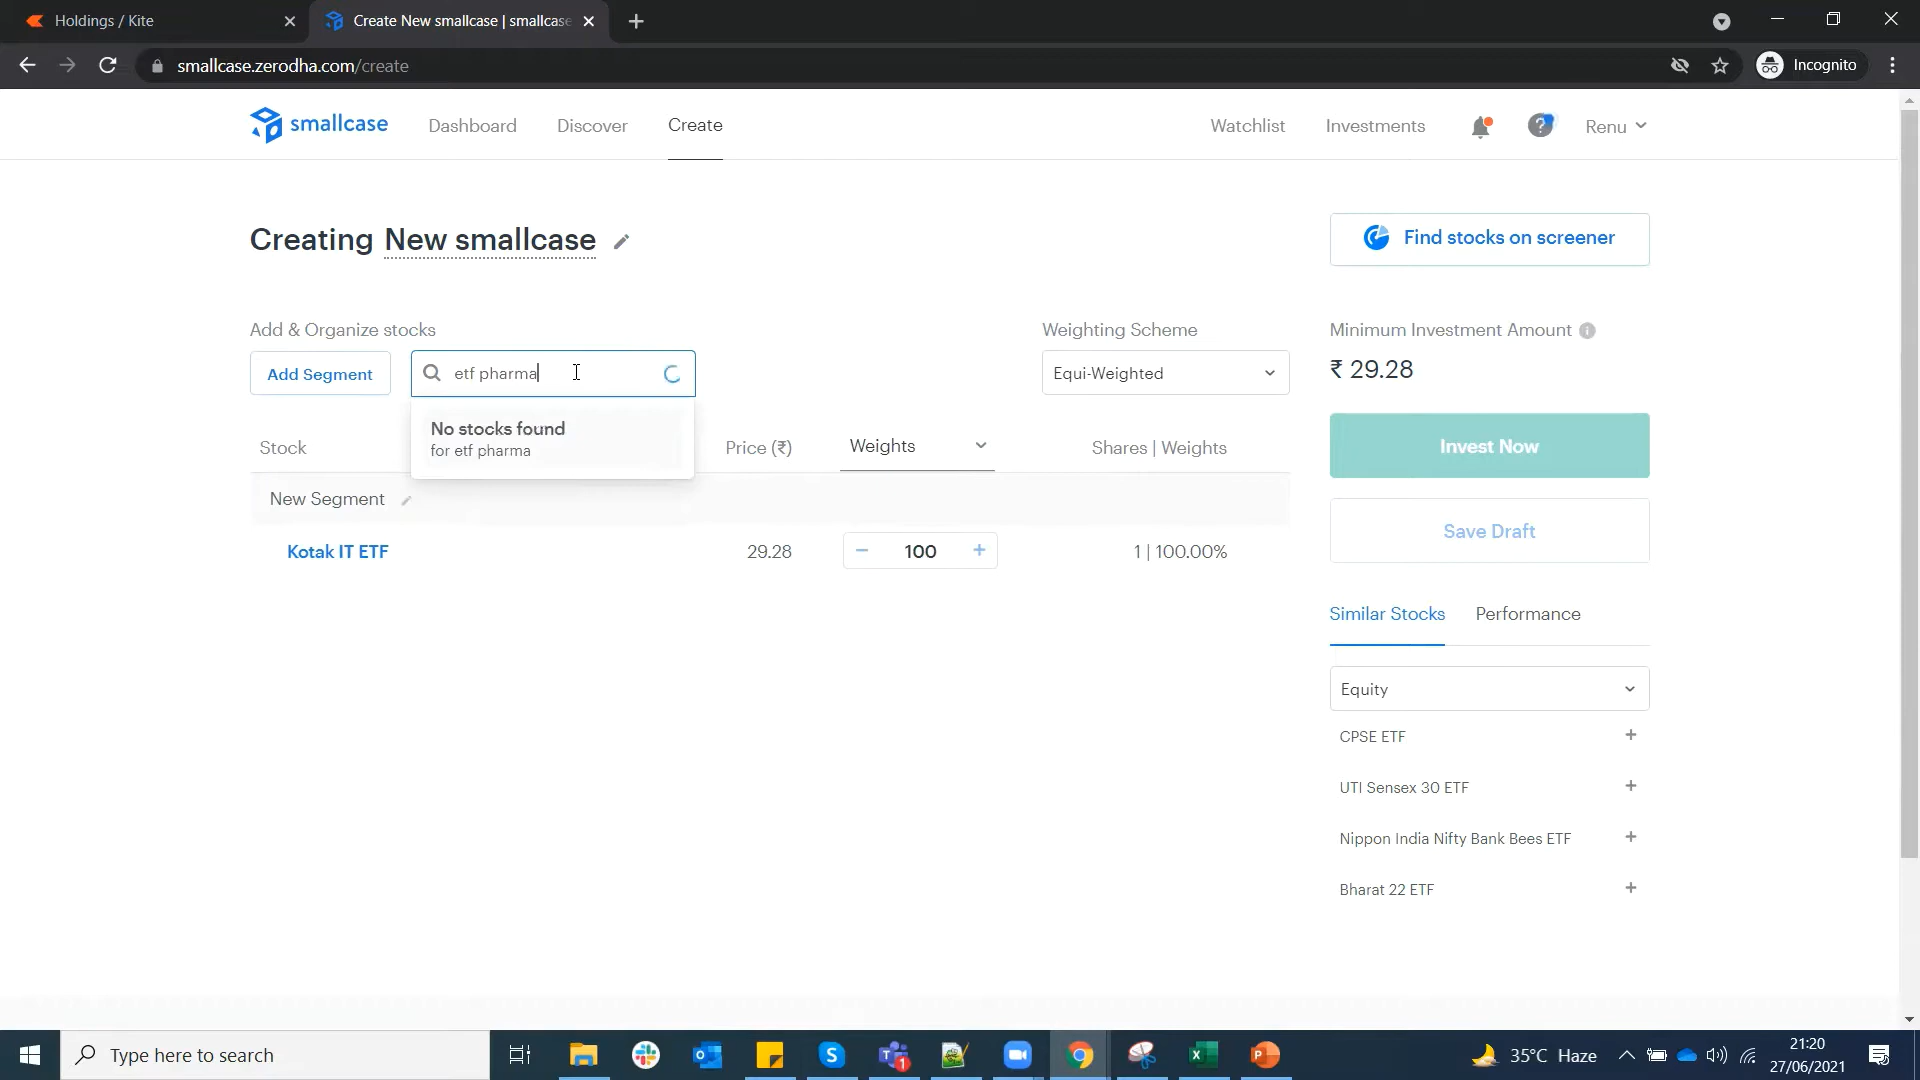 Holdings / Kite
Create New smallcase | smallcase
smallcase.zerodha.com/create
Incognito
smallcase
Dashboard
Discover
Create
Watchlist
Investments
Renu
Creating New smallcase
Find stocks on screener
Add & Organize stocks
Weighting Scheme
Minimum Investment Amount
Add Segment
etf pharma
Equi-Weighted
₹ 29.28
No stocks found
for etf pharma
Stock
Price (₹)
Weights
Shares | Weights
Invest Now
New Segment
Save Draft
Kotak IT ETF
29.28
− 100 +
1 | 100.00%
Similar Stocks
Performance
Equity
CPSE ETF +
UTI Sensex 30 ETF +
Nippon India Nifty Bank Bees ETF +
Bharat 22 ETF +
Type here to search
35°C Haze
21:20
27/06/2021